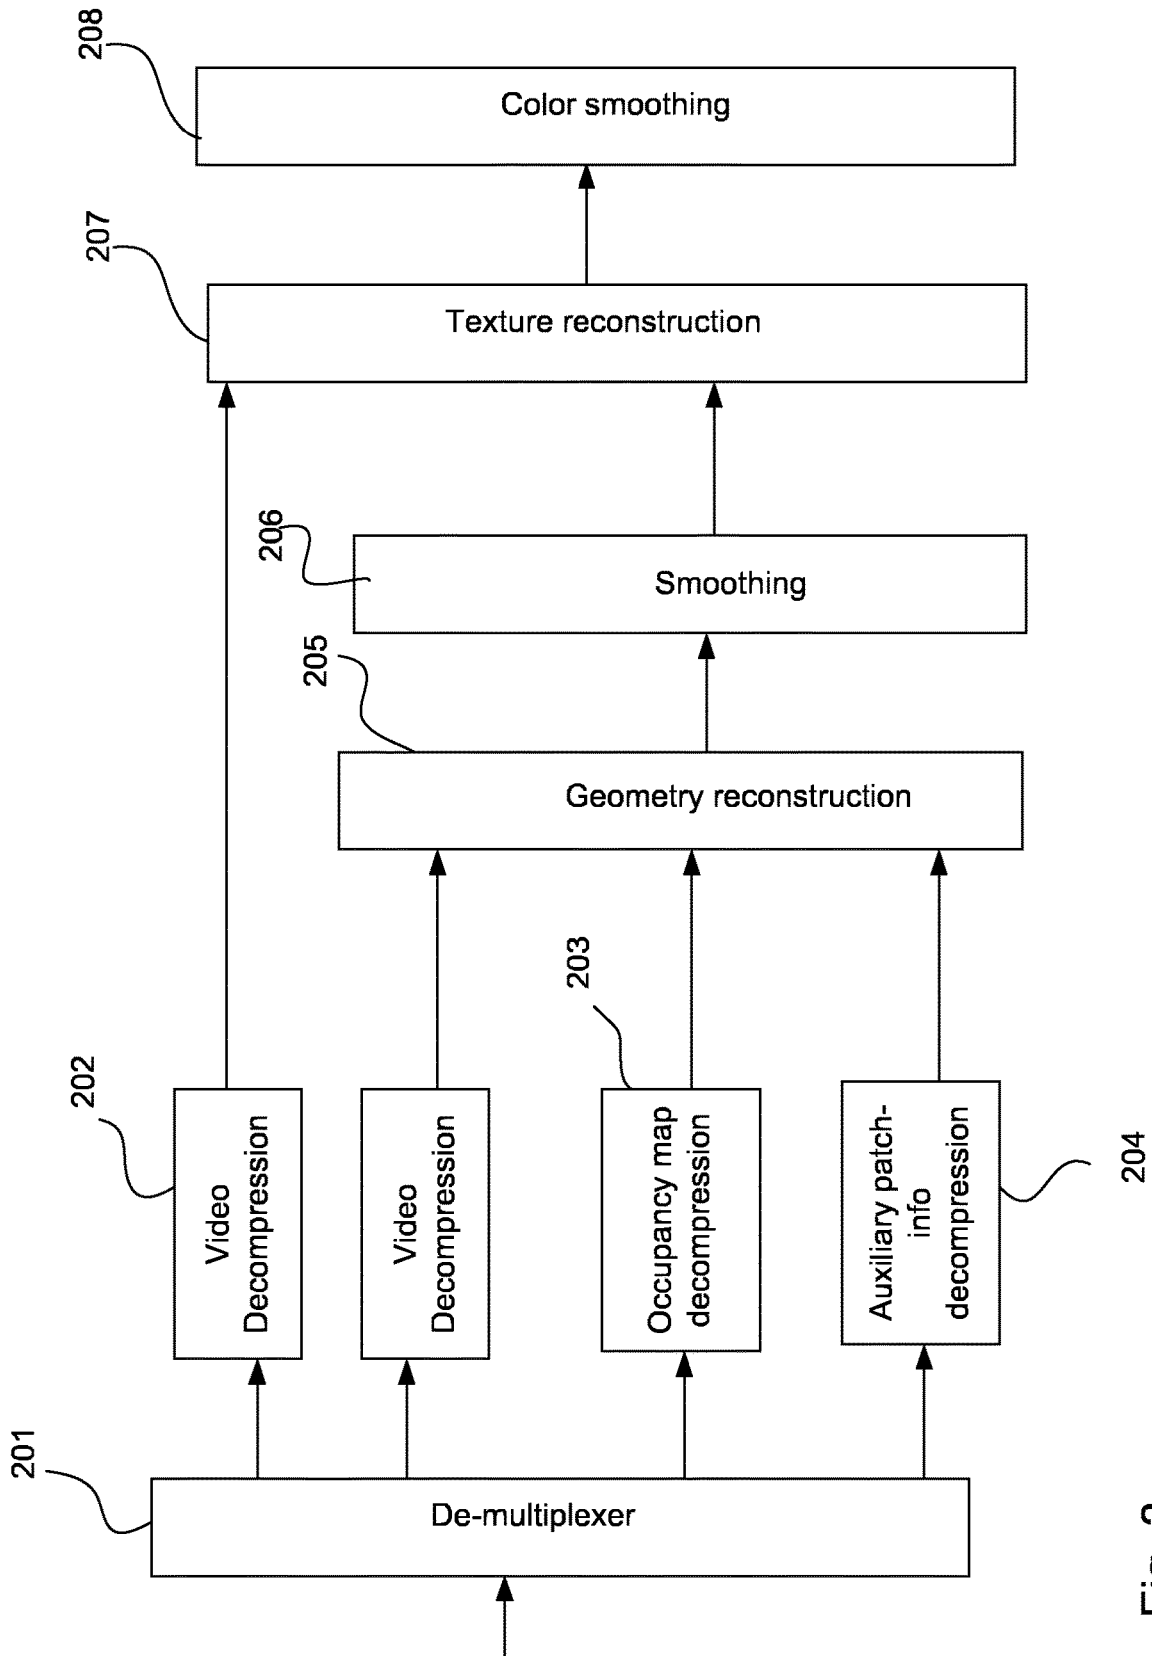 208
Color smoothing
207
Texture reconstruction
206
Smoothing
205
Geometry reconstruction
203
202
Video
Decompression
Video
Decompression
Occupancy map
decompression
Auxiliary patch-
info
decompression
204
201
De-multiplexer